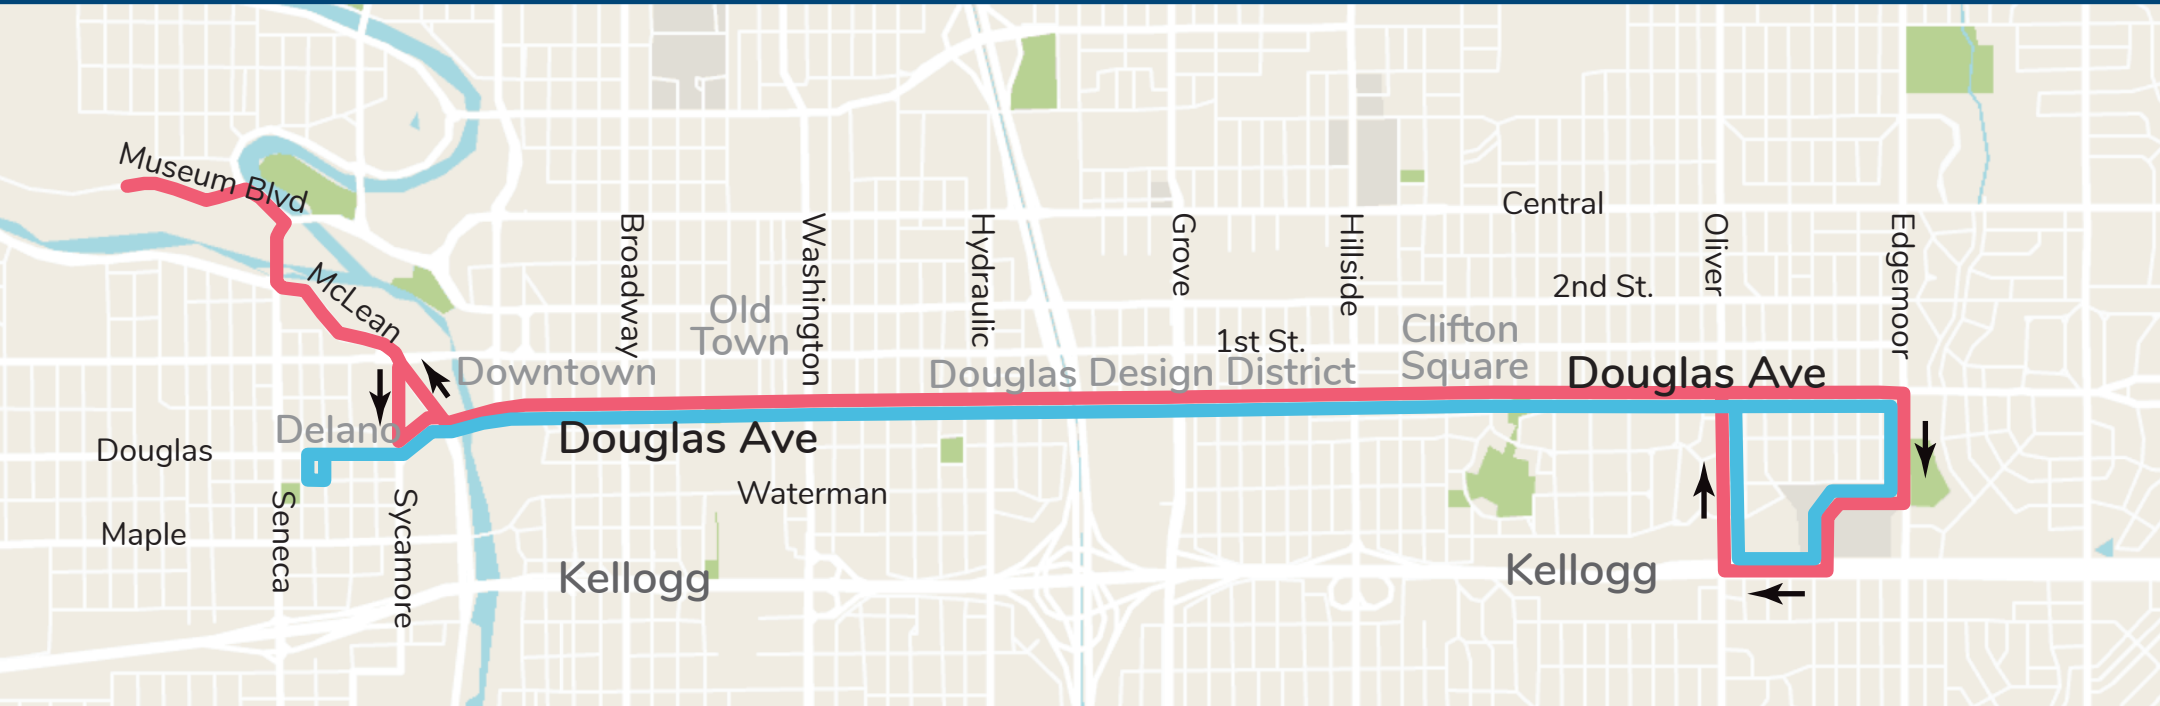 Museum Blvd
McLean
Broadway
Washington
Hydraulic
Grove
Hillside
Central
Oliver
Edgemoor
2nd St.
Old
Town
1st St.
Clifton
Square
Downtown
Douglas Design District
Douglas Ave
Delano
Douglas
Douglas Ave
Waterman
Seneca
Sycamore
Maple
Kellogg
Kellogg